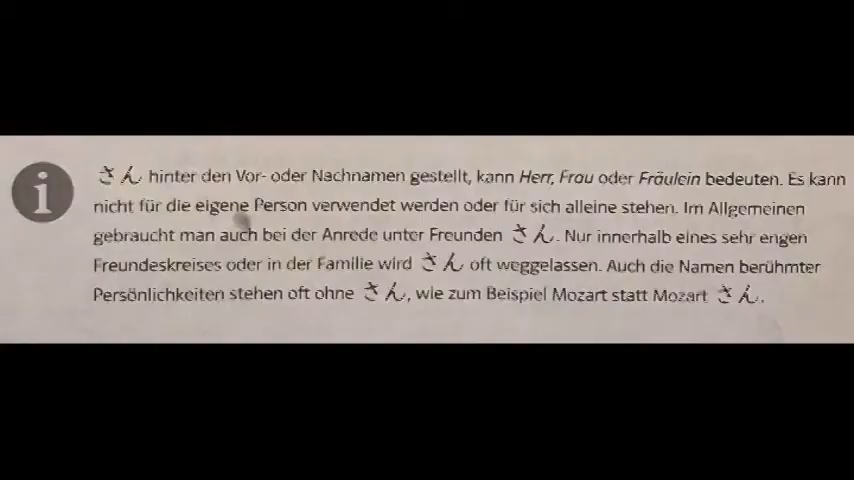 さん hinter den Vor- oder Nachnamen gestellt, kann Herr, Frau oder Fräulein bedeuten. Es kann
nicht für die eigene Person verwendet werden oder für sich alleine stehen. Im Allgemeinen
gebraucht man auch bei der Anrede unter Freunden さん. Nur innerhalb eines sehr engen
Freundeskreises oder in der Familie wird さん oft weggelassen. Auch die Namen berühmter
Persönlichkeiten stehen oft ohne さん, wie zum Beispiel Mozart statt Mozart さん.